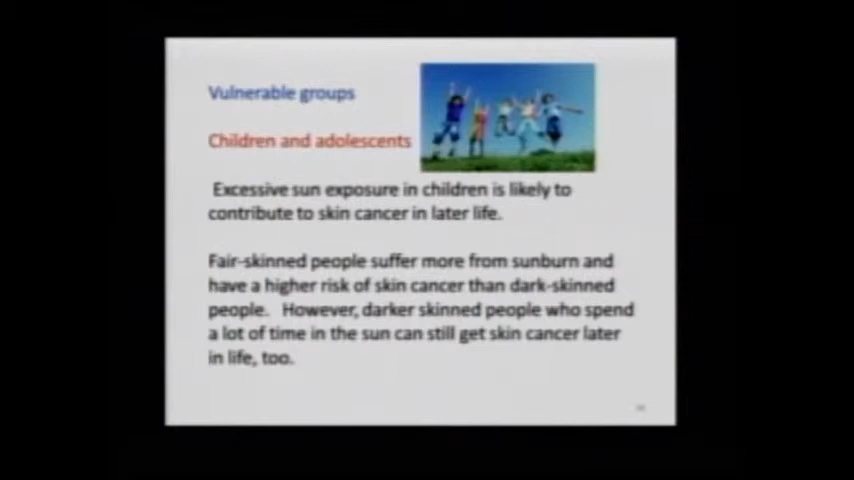 Vulnerable groups
Children and adolescents
Excessive sun exposure in children is likely to
contribute to skin cancer in later life.
Fair-skinned people suffer more from sunburn and
have a higher risk of skin cancer than dark-skinned
people. However, darker skinned people who spend
a lot of time in the sun can still get skin cancer later
in life, too.